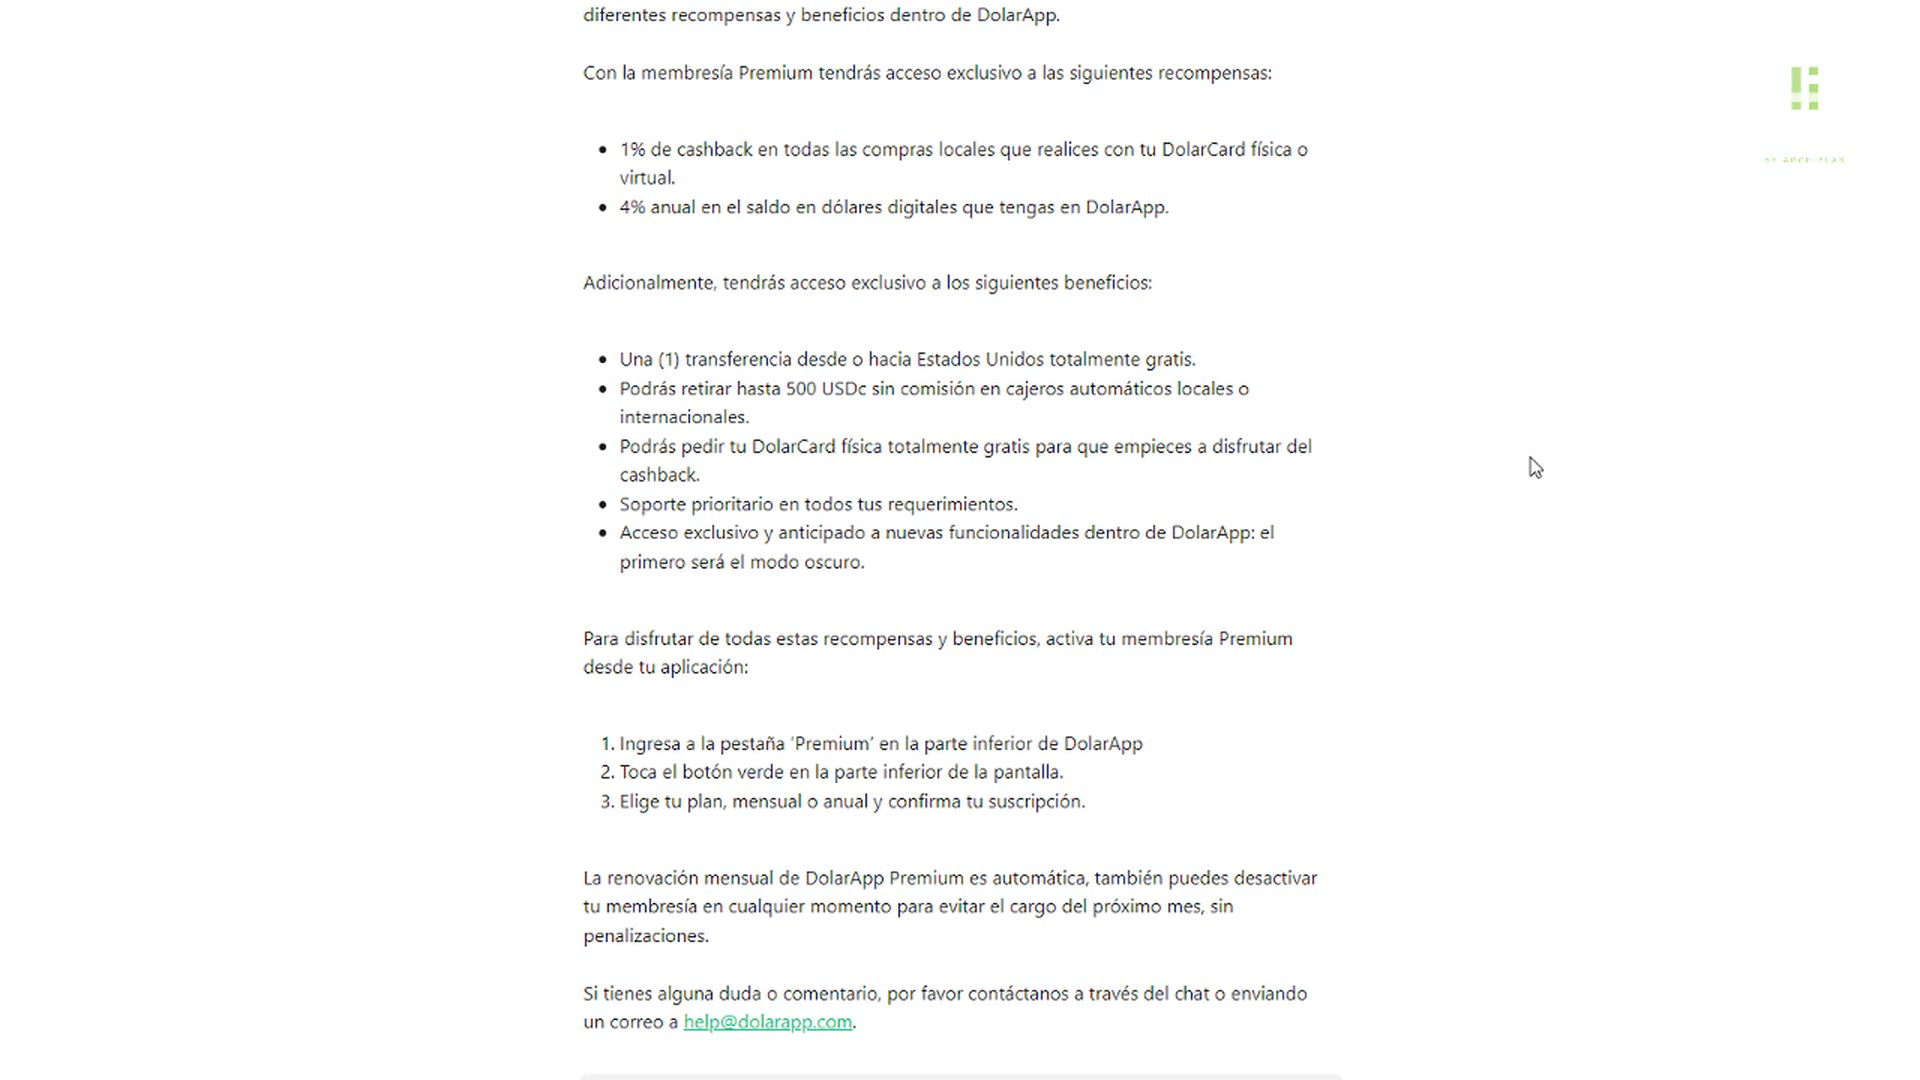 diferentes recompensas y beneficios dentro de DolarApp.
Con la membresía Premium tendrás acceso exclusivo a las siguientes recompensas:
• 1% de cashback en todas las compras locales que realices con tu DolarCard física o
virtual.
• 4% anual en el saldo en dólares digitales que tengas en DolarApp.
Adicionalmente, tendrás acceso exclusivo a los siguientes beneficios:
• Una (1) transferencia desde o hacia Estados Unidos totalmente gratis.
• Podrás retirar hasta 500 USDc sin comisión en cajeros automáticos locales o
internacionales.
• Podrás pedir tu DolarCard física totalmente gratis para que empieces a disfrutar del
cashback.
• Soporte prioritario en todos tus requerimientos.
• Acceso exclusivo y anticipado a nuevas funcionalidades dentro de DolarApp: el
primero será el modo oscuro.
Para disfrutar de todas estas recompensas y beneficios, activa tu membresía Premium
desde tu aplicación:
1. Ingresa a la pestaña ‘Premium’ en la parte inferior de DolarApp
2. Toca el botón verde en la parte inferior de la pantalla.
3. Elige tu plan, mensual o anual y confirma tu suscripción.
La renovación mensual de DolarApp Premium es automática, también puedes desactivar
tu membresía en cualquier momento para evitar el cargo del próximo mes, sin
penalizaciones.
Si tienes alguna duda o comentario, por favor contáctanos a través del chat o enviando
un correo a help@dolarapp.com.